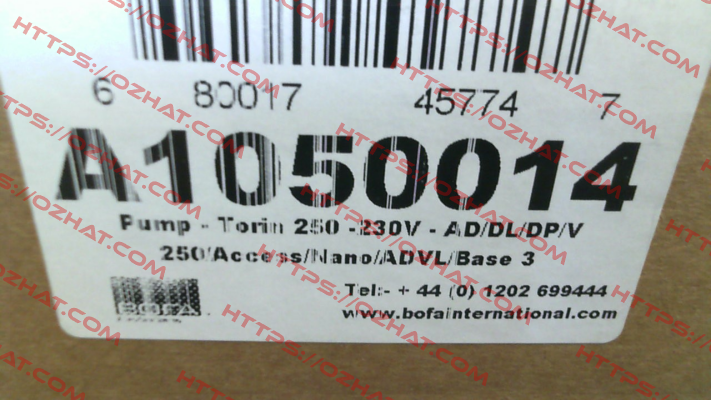 6 80017 45774 7
A1050014
Pump - Torin 250 -230V - AD/DL/DP/V
250/Access/Nano/ADVL/Base 3
Tel:- + 44 (0) 1202 699444
BOFA
www.bofainternational.com
HTTPS://OZHAT.COM